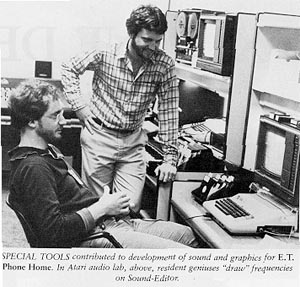 SPECIAL TOOLS contributed to development of sound and graphics for E.T.
Phone Home. In Atari audio lab, above, resident geniuses "draw" frequencies
on Sound-Editor.